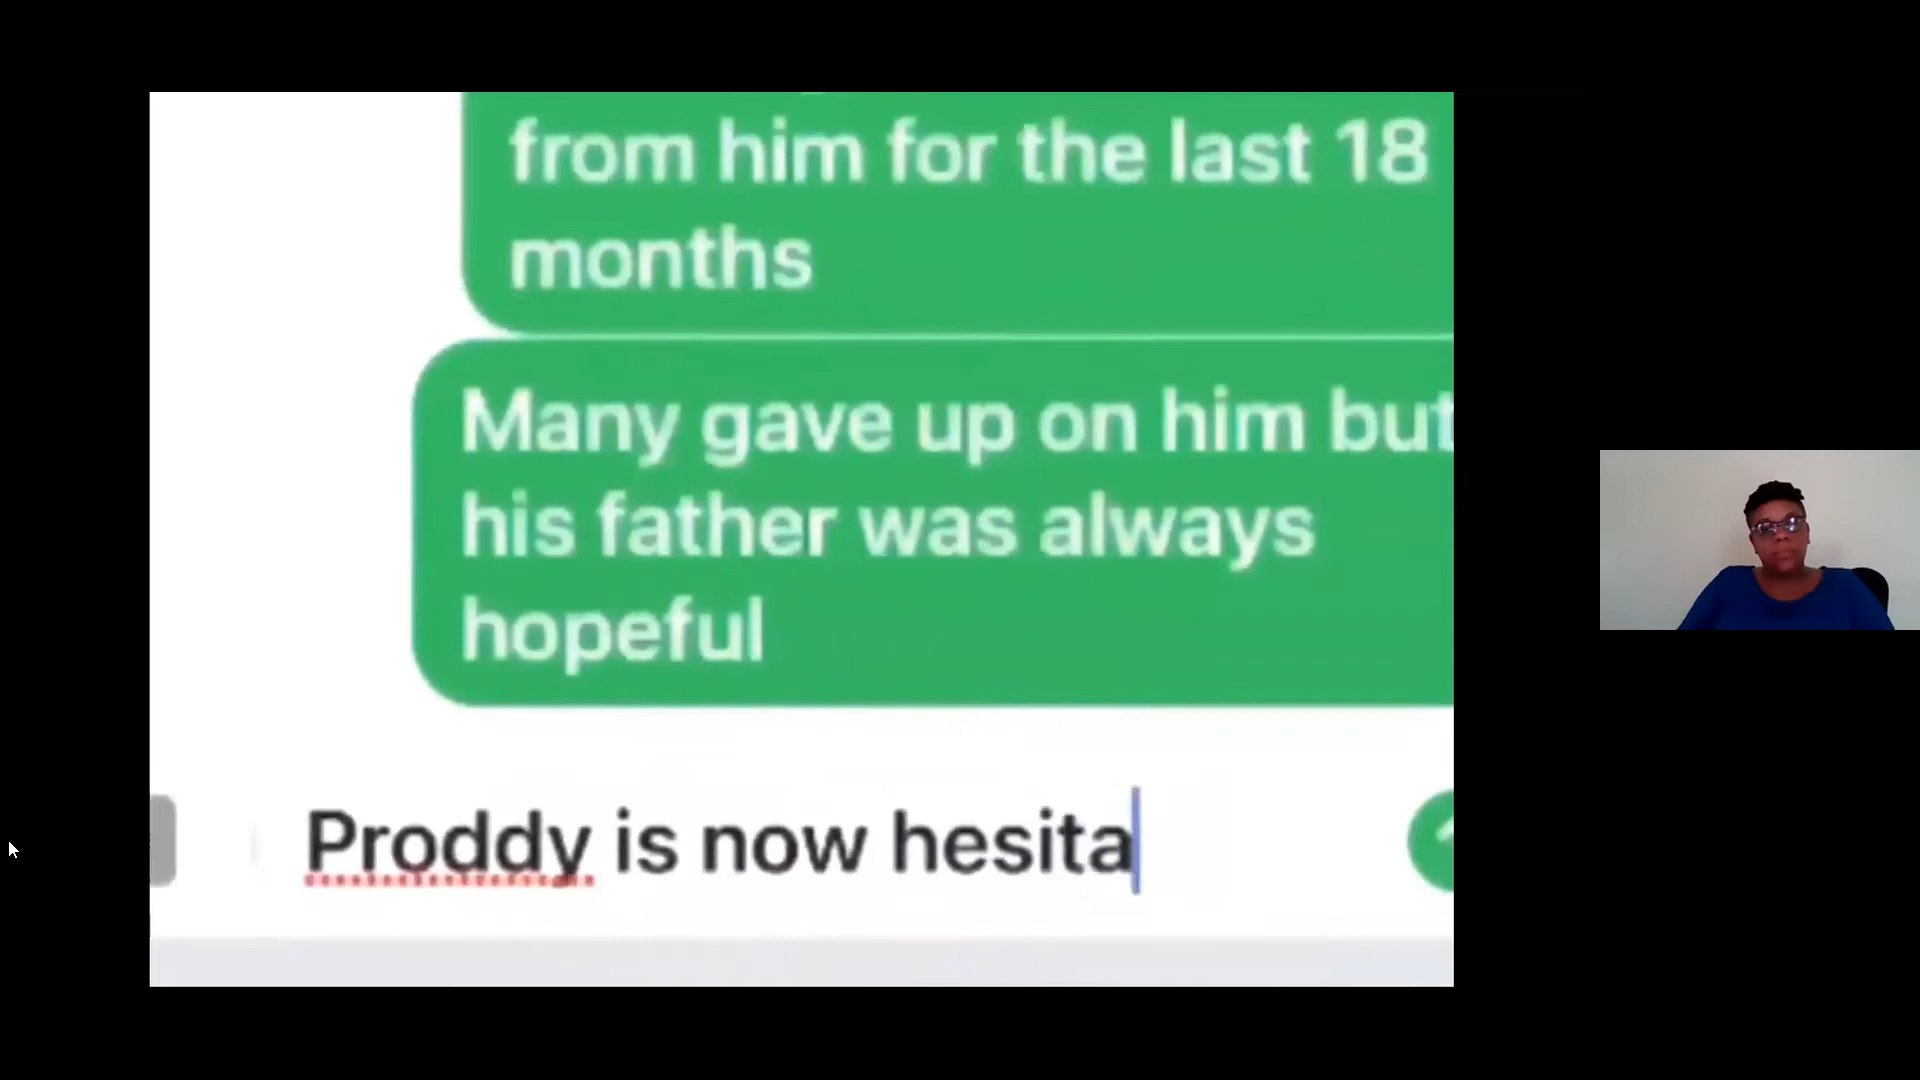 from him for the last 18
months
Many gave up on him but
his father was always
hopeful
Proddy is now hesita